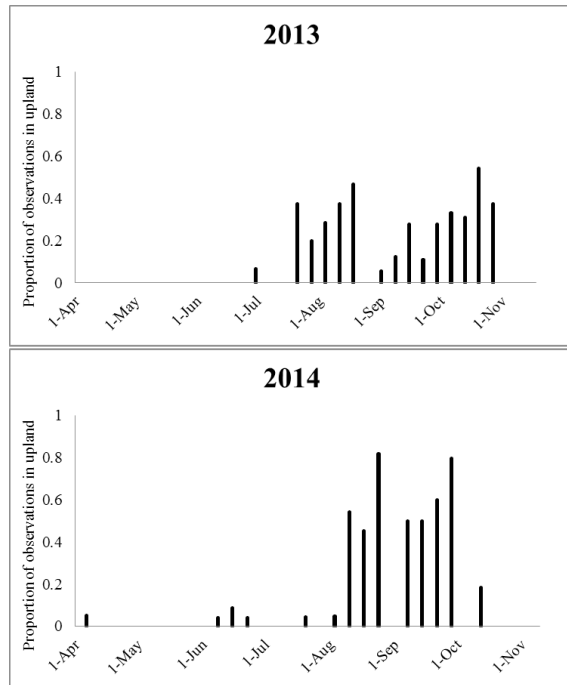 2013
Proportion of observations in upland
1
0.8
0.6
0.4
0.2
0
1-Apr
1-May
1-Jun
1-Jul
1-Aug
1-Sep
1-Oct
1-Nov
2014
Proportion of observations in upland
1
0.8
0.6
0.4
0.2
0
1-Apr
1-May
1-Jun
1-Jul
1-Aug
1-Sep
1-Oct
1-Nov